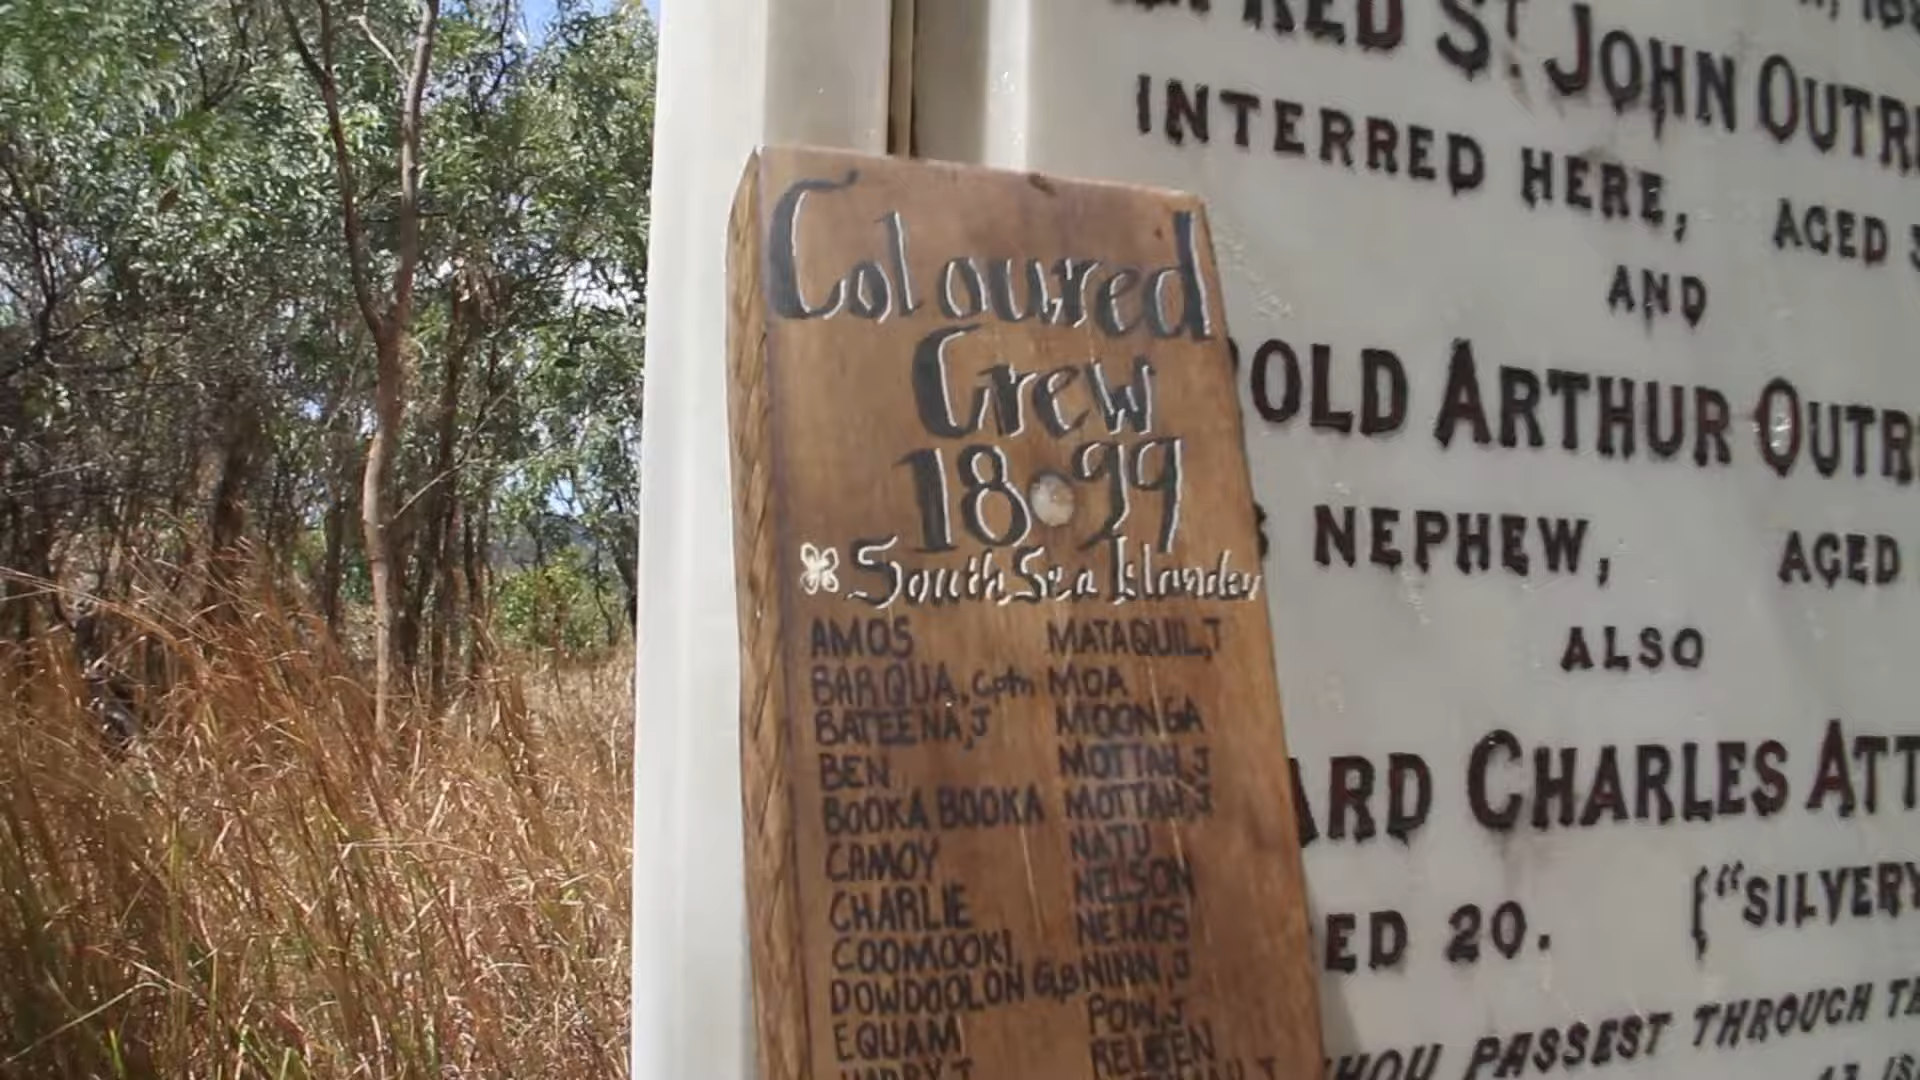 Coloured
Crew
1899
South Sea Islander
AMOS
BARQUA, Cptn
BATEENA, J
BEN
BOOKA BOOKA
CAMOY
CHARLIE
COOMOOKI
DOWDOOLON G,B
EQUAM
HARRY J
MATAQUIL, T
MOA
MOONGA
MOTTAH, J
MOTTAH, J
NATU
NELSON
NEMOS
NINN, J
POW, J
REUBEN
ST. JOHN
INTERRED HERE, AGED
AND
OLD ARTHUR
NEPHEW, AGED
ALSO
ARD CHARLES ATT
ED 20. ("SILVERY
PASSEST THROUGH